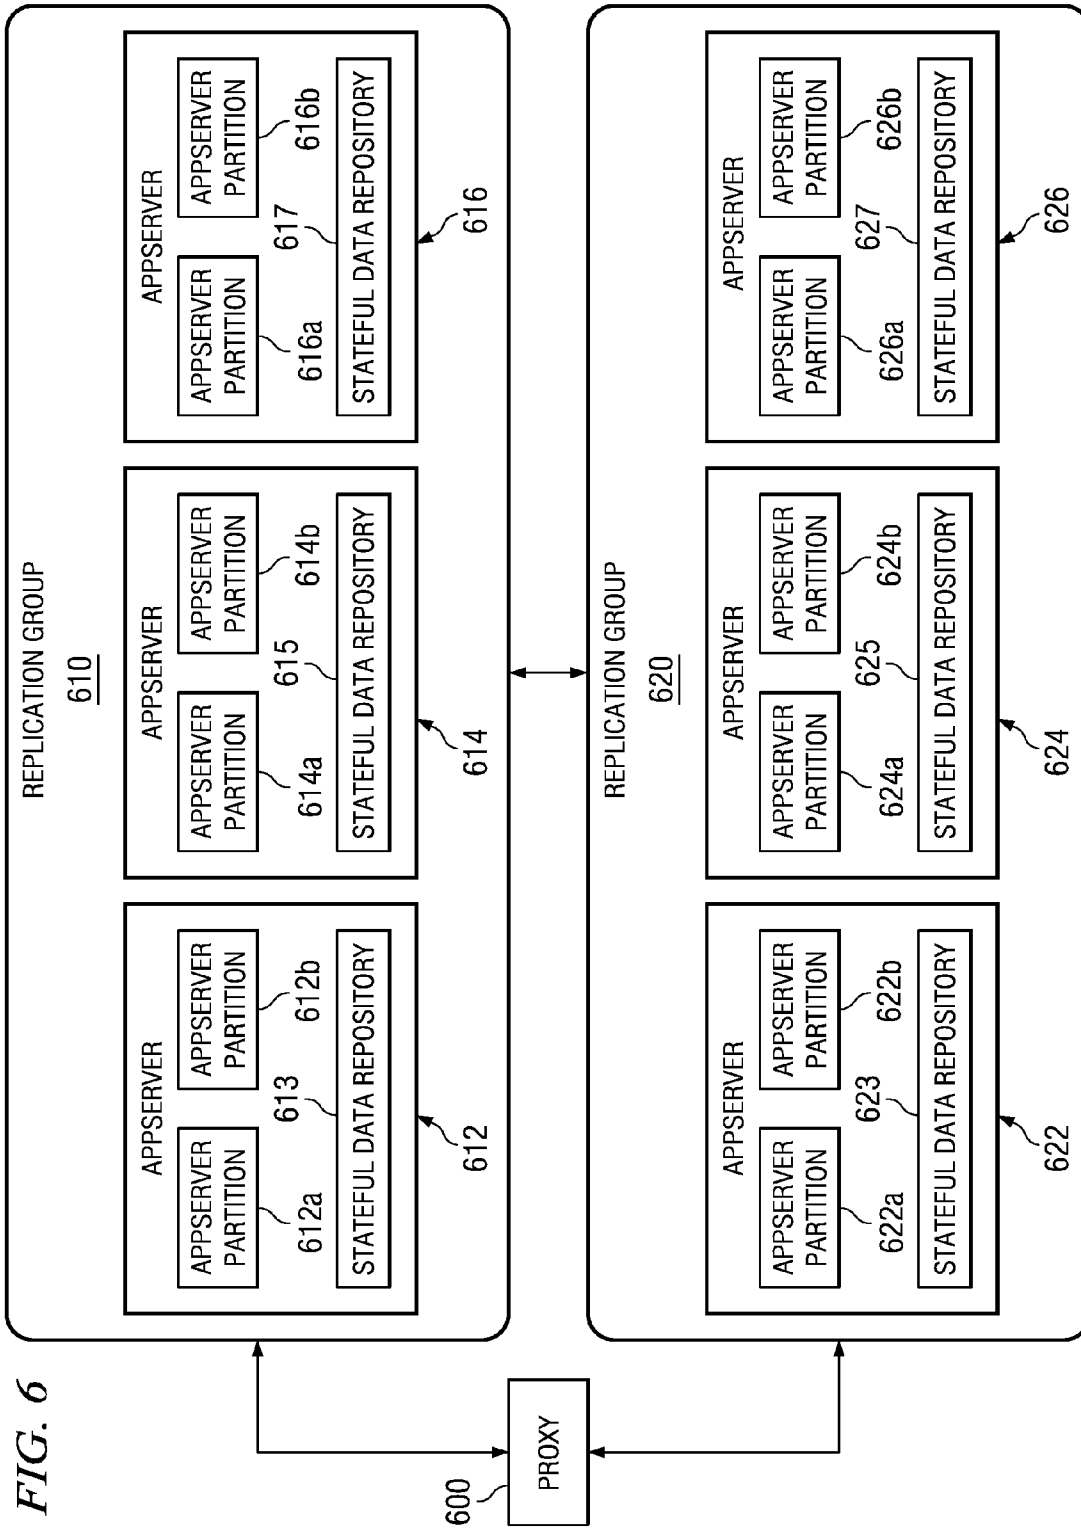 FIG. 6
REPLICATION GROUP
610
APPSERVER
APPSERVER
PARTITION
APPSERVER
PARTITION
612a
612b
613
STATEFUL DATA REPOSITORY
612
APPSERVER
APPSERVER
PARTITION
APPSERVER
PARTITION
614a
614b
615
STATEFUL DATA REPOSITORY
614
APPSERVER
APPSERVER
PARTITION
APPSERVER
PARTITION
616a
616b
617
STATEFUL DATA REPOSITORY
616
600
PROXY
REPLICATION GROUP
620
APPSERVER
APPSERVER
PARTITION
APPSERVER
PARTITION
622a
622b
623
STATEFUL DATA REPOSITORY
622
APPSERVER
APPSERVER
PARTITION
APPSERVER
PARTITION
624a
624b
625
STATEFUL DATA REPOSITORY
624
APPSERVER
APPSERVER
PARTITION
APPSERVER
PARTITION
626a
626b
627
STATEFUL DATA REPOSITORY
626